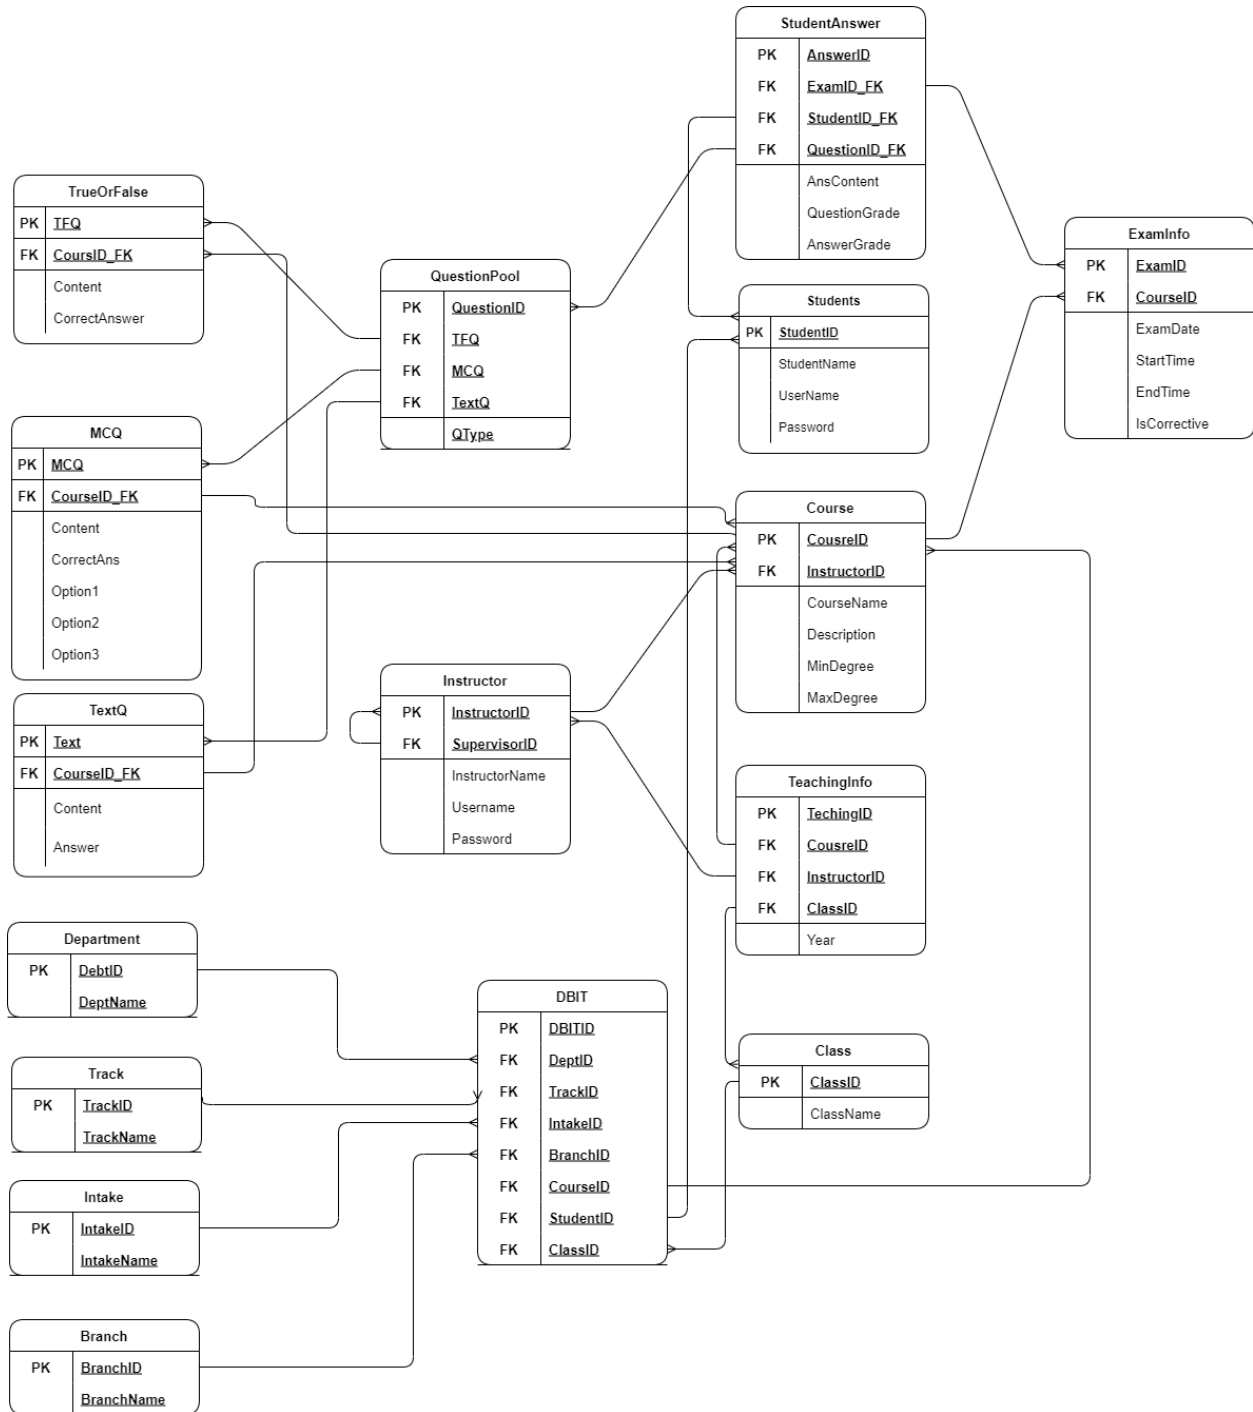 StudentAnswer
PK AnswerID
FK ExamID_FK
FK StudentID_FK
FK QuestionID_FK
AnsContent
QuestionGrade
AnswerGrade
TrueOrFalse
PK TFQ
FK CoursID_FK
Content
CorrectAnswer
QuestionPool
PK QuestionID
FK TFQ
FK MCQ
FK TextQ
QType
ExamInfo
PK ExamID
FK CourseID
ExamDate
StartTime
EndTime
IsCorrective
Students
PK StudentID
StudentName
UserName
Password
MCQ
PK MCQ
FK CourseID_FK
Content
CorrectAns
Option1
Option2
Option3
Course
PK CousreID
FK InstructorID
CourseName
Description
MinDegree
MaxDegree
TextQ
PK Text
FK CourseID_FK
Content
Answer
Instructor
PK InstructorID
FK SupervisorID
InstructorName
Username
Password
TeachingInfo
PK TechingID
FK CousreID
FK InstructorID
FK ClassID
Year
Department
PK DebtID
DeptName
DBIT
PK DBITID
FK DeptID
FK TrackID
FK IntakeID
FK BranchID
FK CourseID
FK StudentID
FK ClassID
Class
PK ClassID
ClassName
Track
PK TrackID
TrackName
Intake
PK IntakeID
IntakeName
Branch
PK BranchID
BranchName